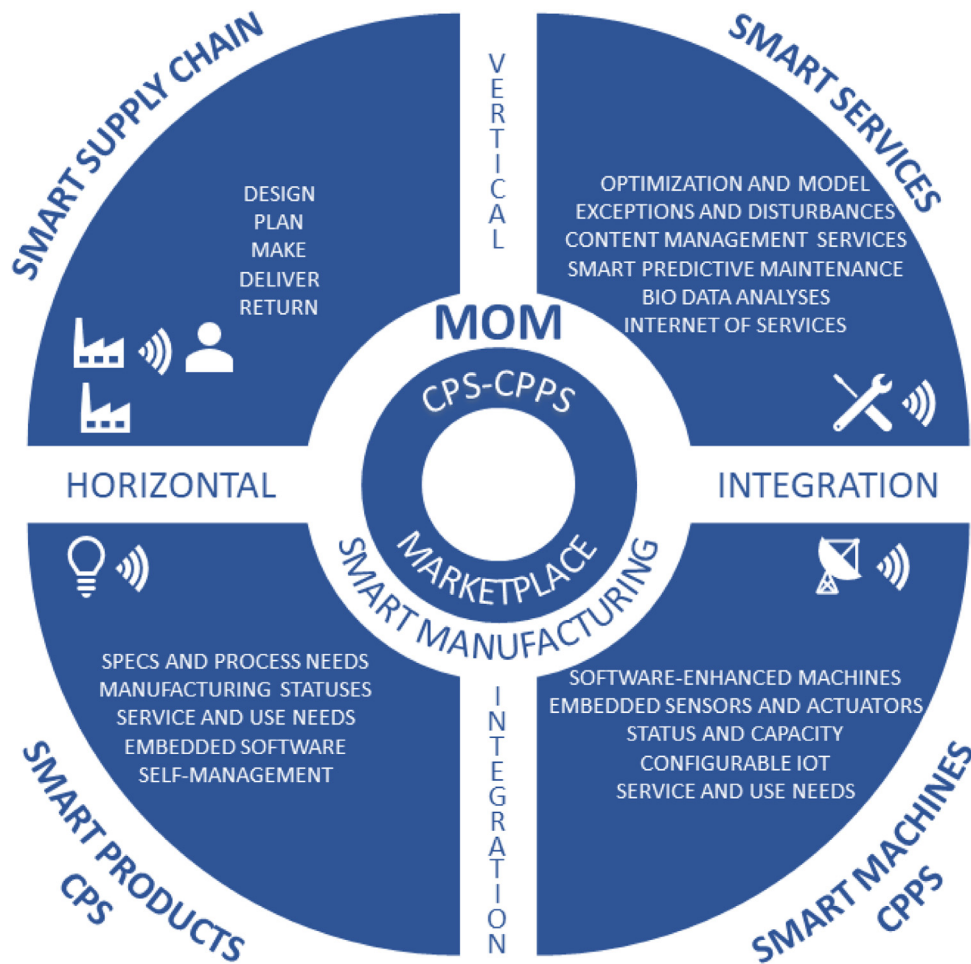 SMART SUPPLY CHAIN
DESIGN
PLAN
MAKE
DELIVER
RETURN
VERTICAL
SMART SERVICES
OPTIMIZATION AND MODEL
EXCEPTIONS AND DISTURBANCES
CONTENT MANAGEMENT SERVICES
SMART PREDICTIVE MAINTENANCE
BIO DATA ANALYSES
INTERNET OF SERVICES
MOM
CPS-CPPS
MARKETPLACE
SMART MANUFACTURING
HORIZONTAL
INTEGRATION
SPECS AND PROCESS NEEDS
MANUFACTURING STATUSES
SERVICE AND USE NEEDS
EMBEDDED SOFTWARE
SELF-MANAGEMENT
SMART PRODUCTS
CPS
INTEGRATION
SOFTWARE-ENHANCED MACHINES
EMBEDDED SENSORS AND ACTUATORS
STATUS AND CAPACITY
CONFIGURABLE IOT
SERVICE AND USE NEEDS
SMART MACHINES
CPPS